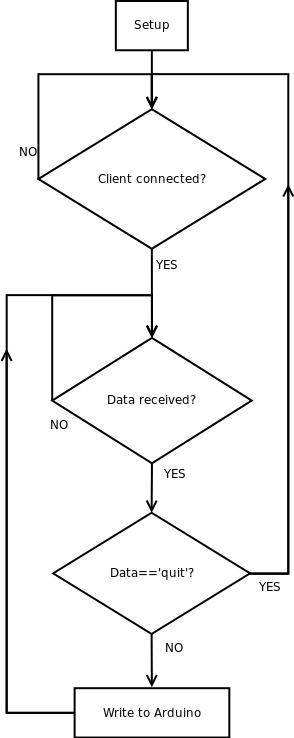 Setup
NO
Client connected?
YES
Data received?
NO
YES
Data=='quit'?
YES
NO
Write to Arduino